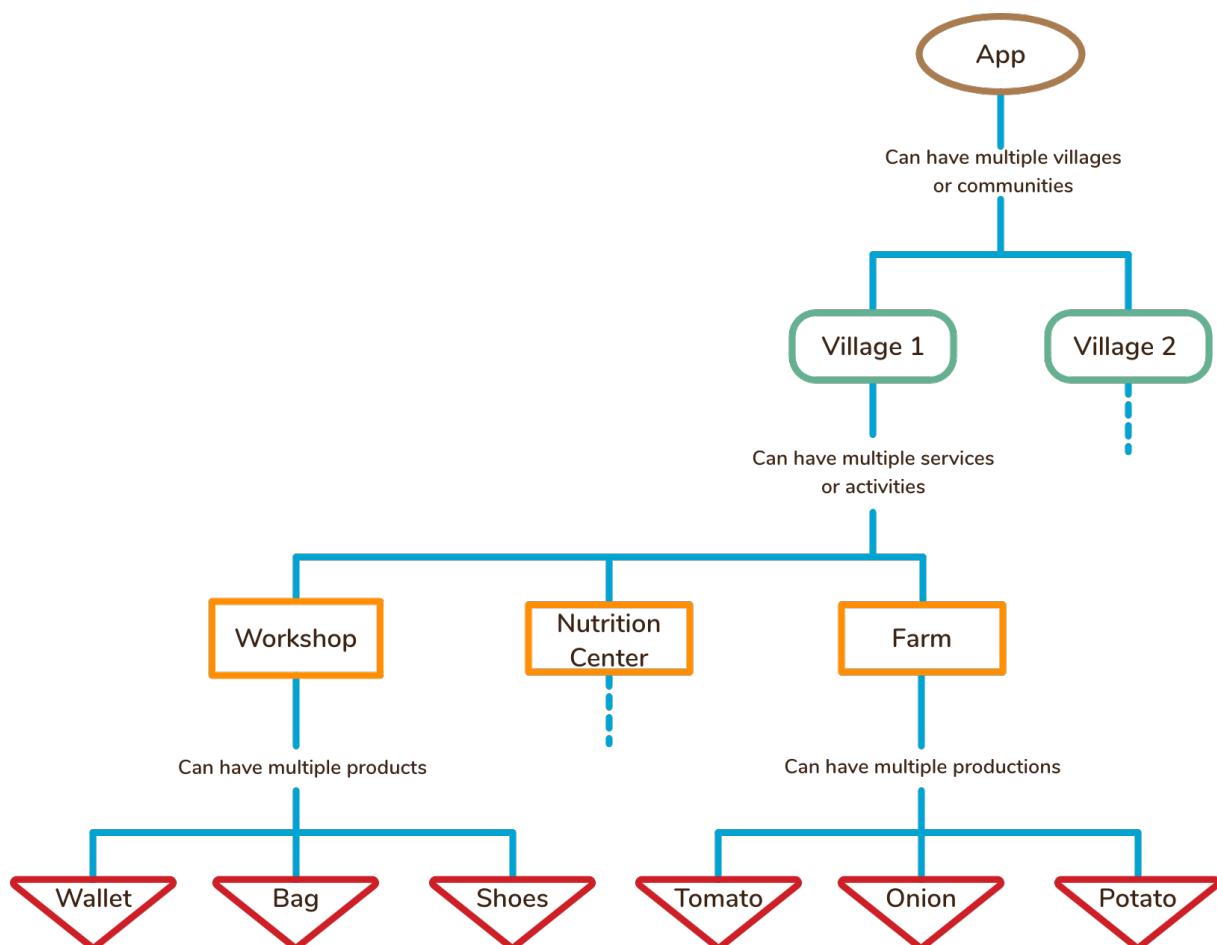 App
Can have multiple villages
or communities
Village 1
Village 2
Can have multiple services
or activities
Workshop
Nutrition
Center
Farm
Can have multiple products
Can have multiple productions
Wallet
Bag
Shoes
Tomato
Onion
Potato